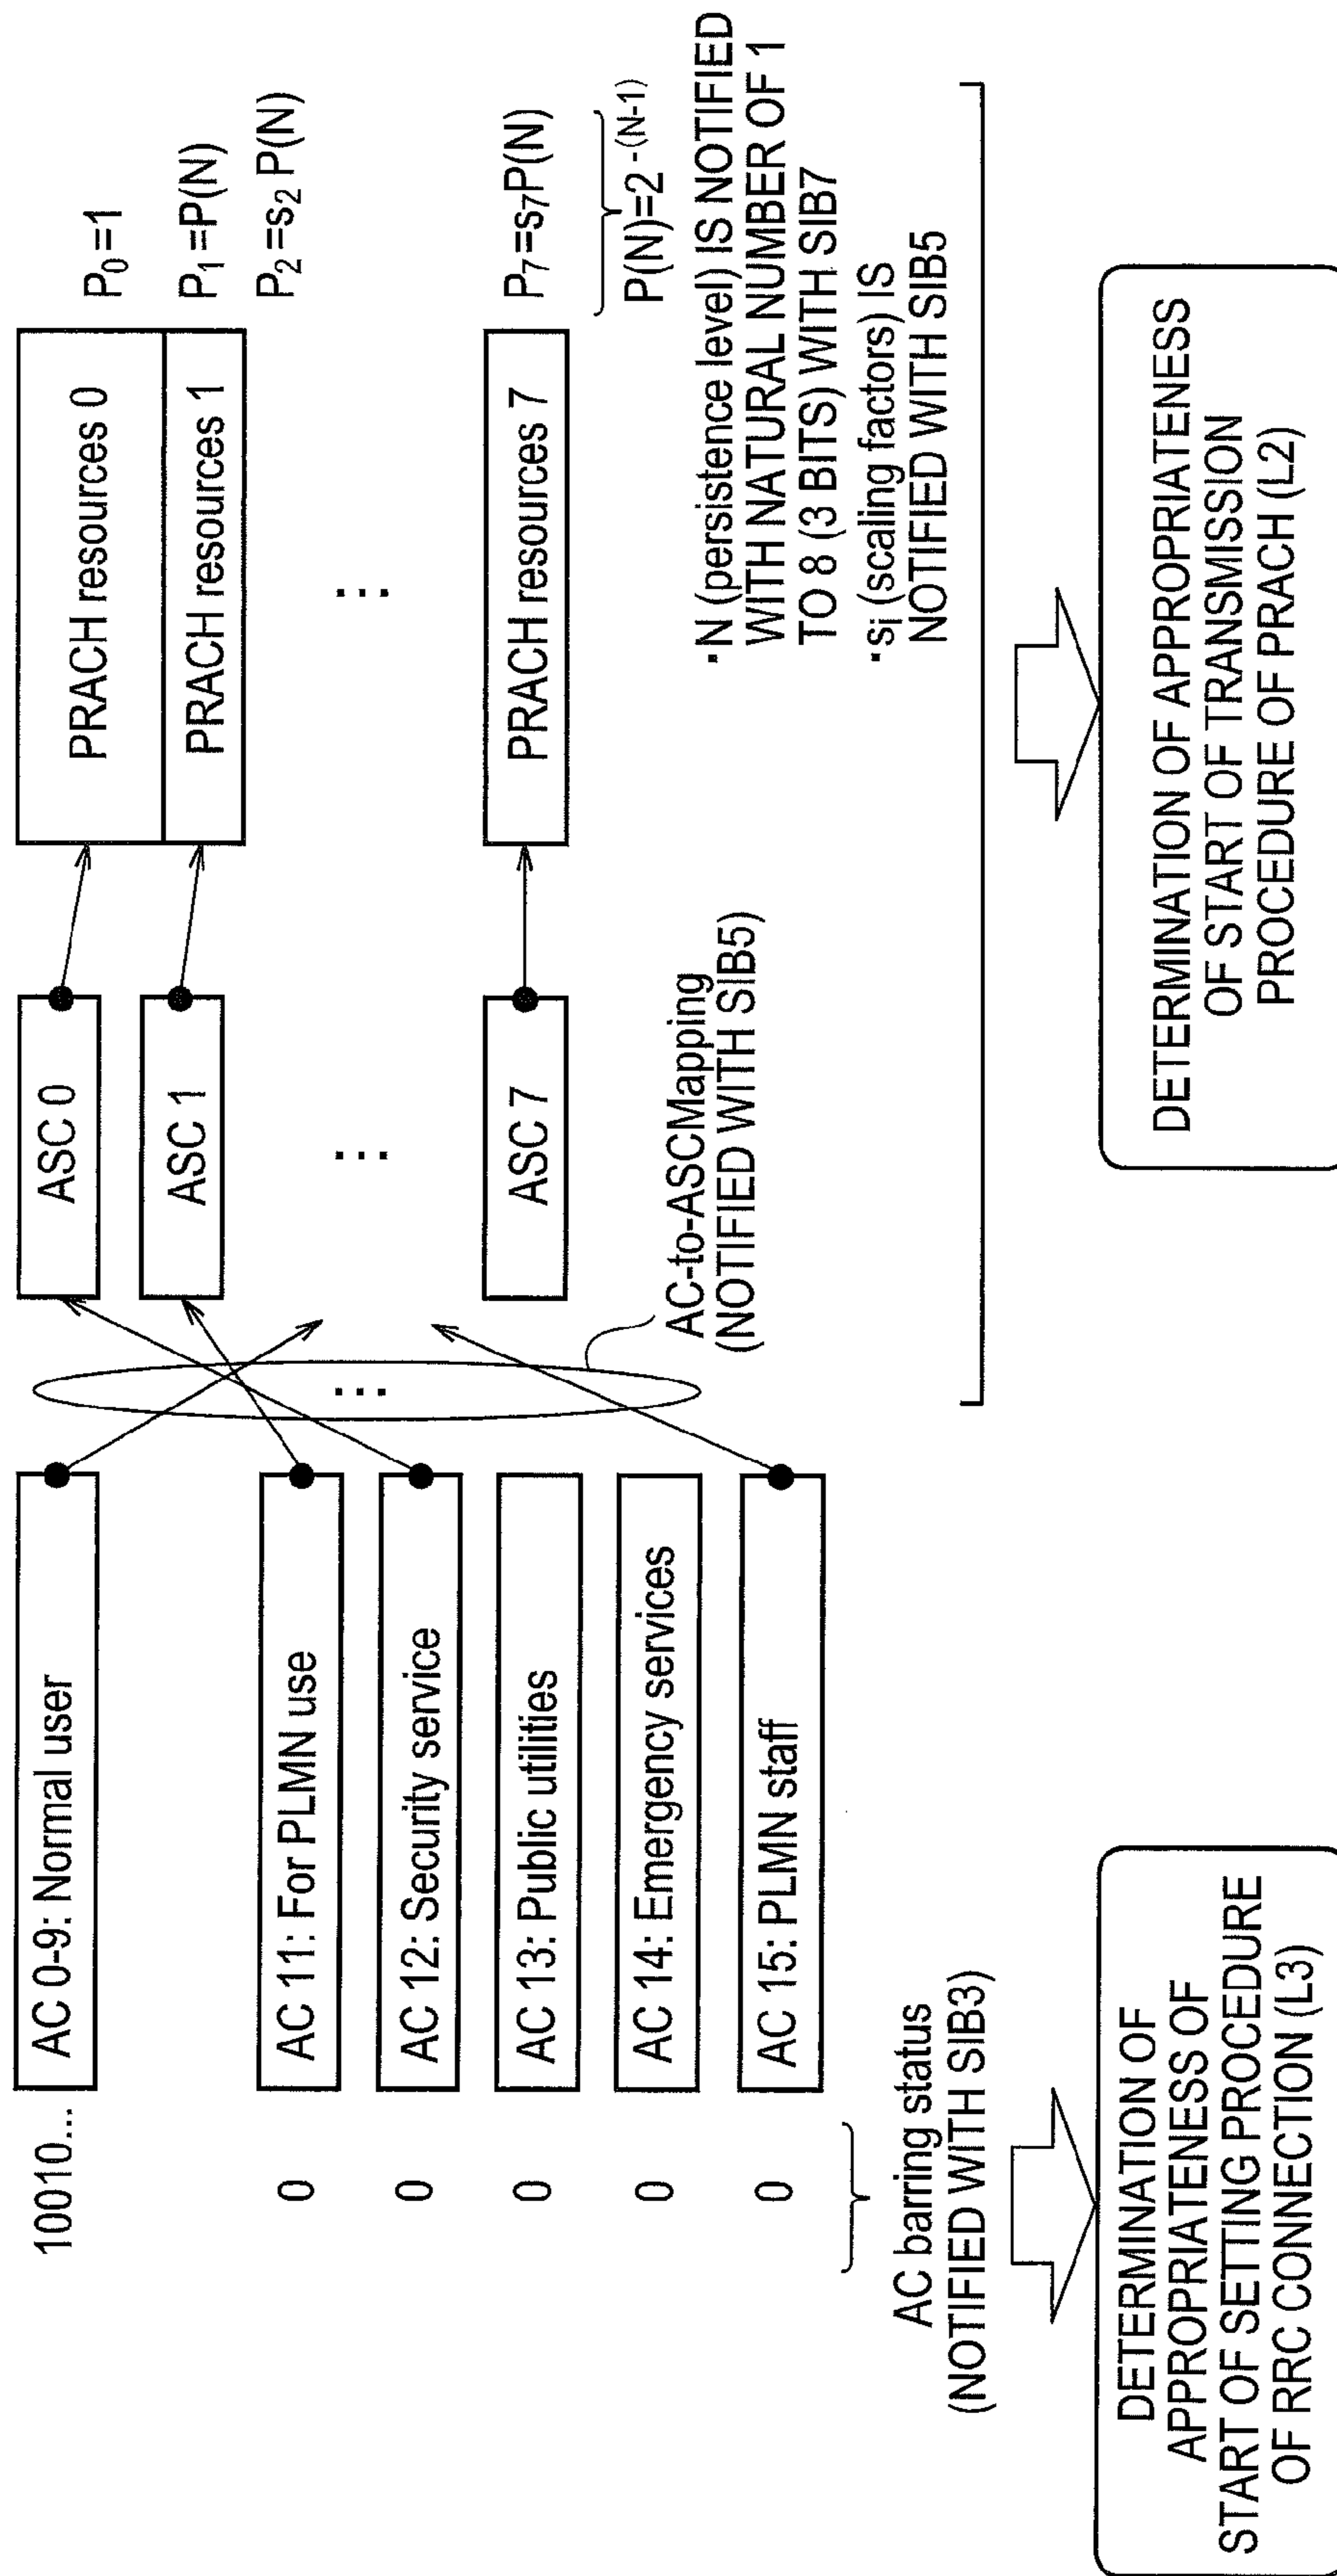 10010...
AC 0-9: Normal user
0
AC 11: For PLMN use
0
AC 12: Security service
0
AC 13: Public utilities
0
AC 14: Emergency services
0
AC 15: PLMN staff
AC barring status
(NOTIFIED WITH SIB3)
DETERMINATION OF
APPROPRIATENESS OF
START OF SETTING PROCEDURE
OF RRC CONNECTION (L3)
...
AC-to-ASCMapping
(NOTIFIED WITH SIB5)
ASC 0
ASC 1
...
ASC 7
PRACH resources 0
PRACH resources 1
...
PRACH resources 7
P₀=1
P₁=P(N)
P₂=s₂ P(N)
P₇=s₇P(N)
P(N)=2⁻⁽ᴺ⁻¹⁾
·N (persistence level) IS NOTIFIED
WITH NATURAL NUMBER OF 1
TO 8 (3 BITS) WITH SIB7
·sᵢ (scaling factors) IS
NOTIFIED WITH SIB5
DETERMINATION OF APPROPRIATENESS
OF START OF TRANSMISSION
PROCEDURE OF PRACH (L2)